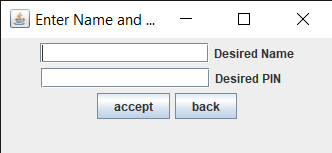 Enter Name and ...
Desired Name
Desired PIN
accept back